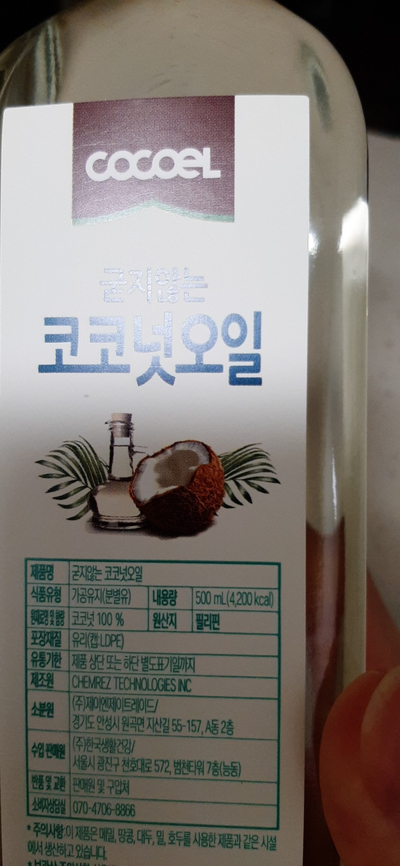 COCOEL
굳지않는
코코넛오일
제품명 굳지않는 코코넛오일
식품유형 가공유지(분별유) 내용량 500 mL(4,200 kcal)
원재료명 및 함량 코코넛 100 % 원산지 필리핀
포장재질 유리(캡:LDPE)
유통기한 제품 상단 또는 하단 별도표기일까지
제조원 CHEMREZ TECHNOLOGIES INC
소분원 (주)제이엔제이트레이드/
경기도 안성시 원곡면 지산길 55-157, A동 2층
수입 판매원 (주)한국생활건강/
서울시 광진구 천호대로 572, 범천타워 7층(능동)
반품 및 교환 판매원 및 구입처
소비자상담실 070-4706-8866
* 주의사항:이 제품은 메밀, 땅콩, 대두, 밀, 호두를 사용한 제품과 같은 시설
에서 생산하고 있습니다.